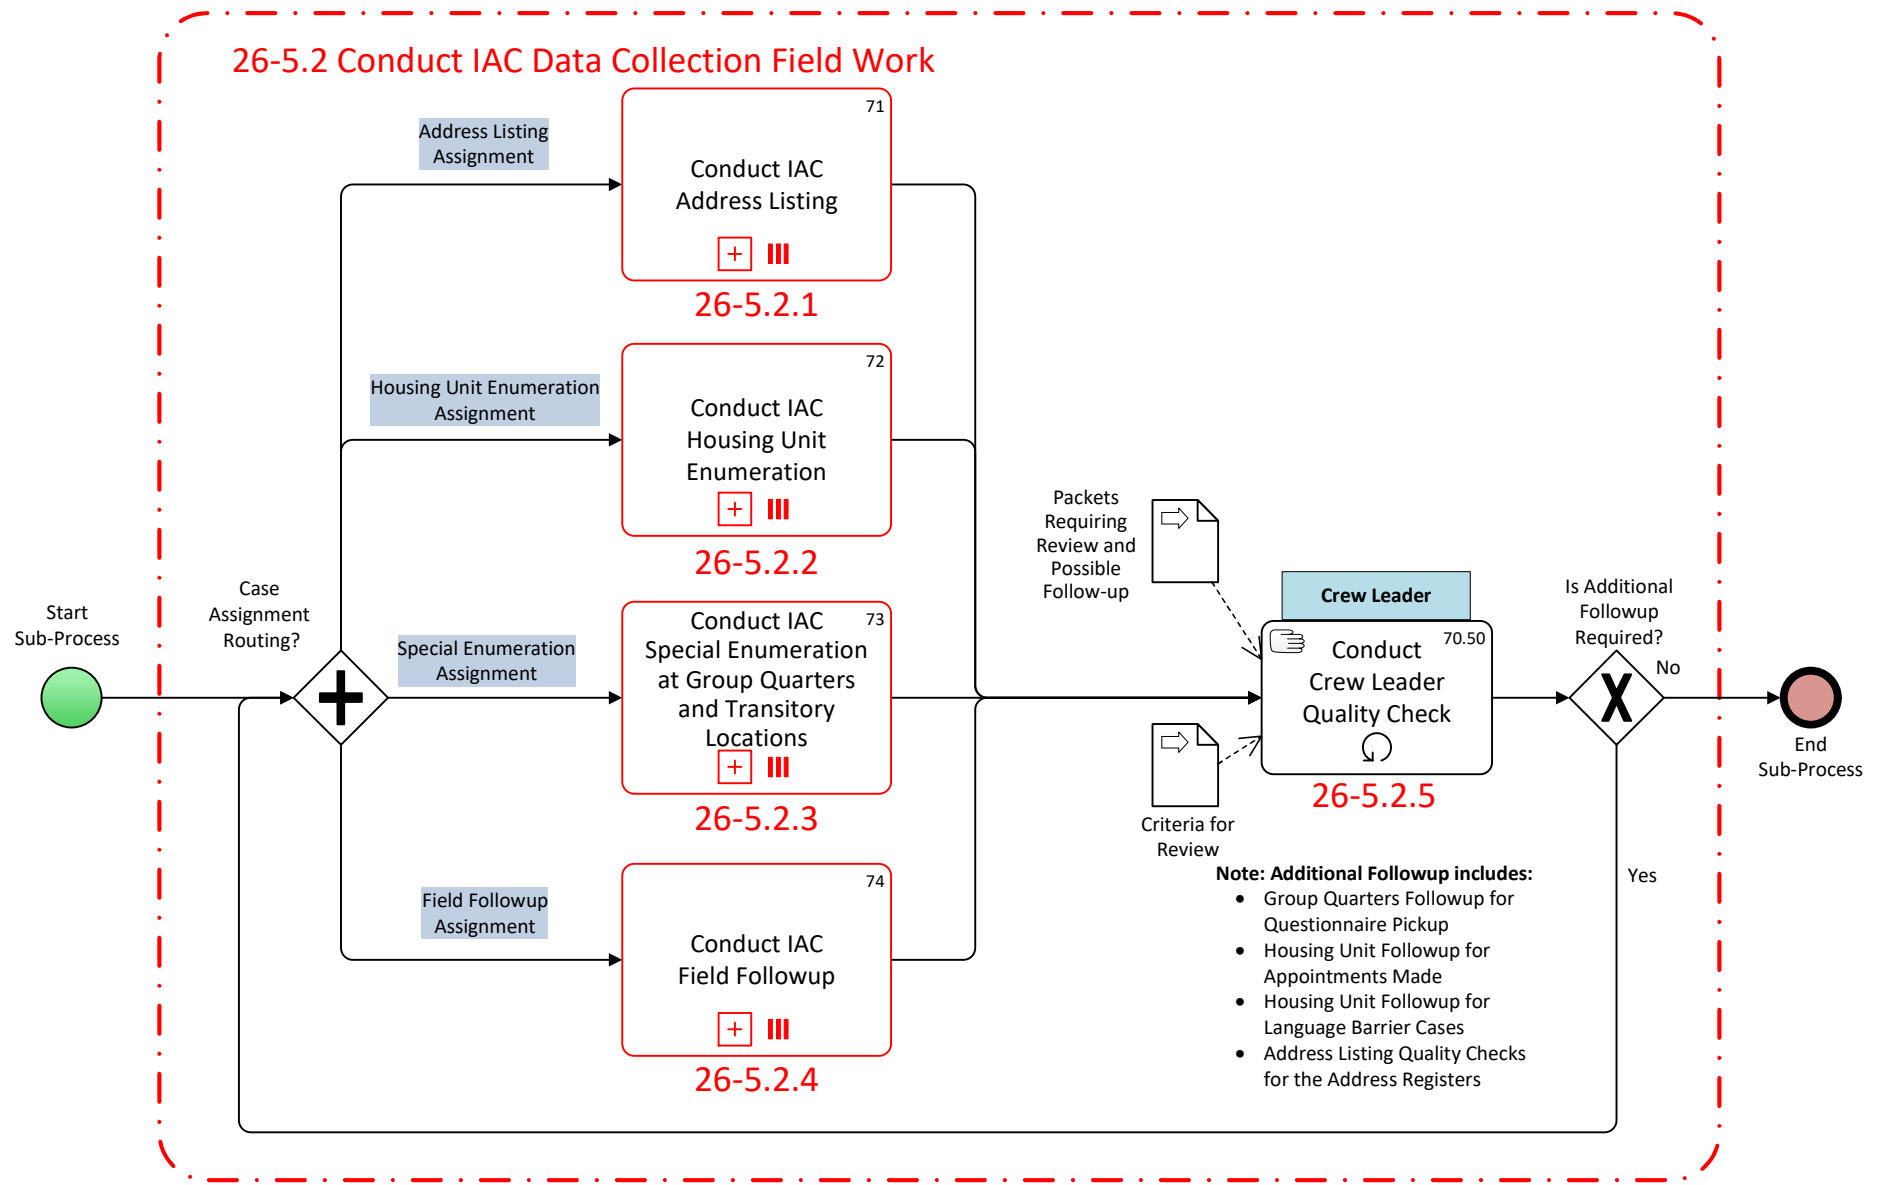 26-5.2 Conduct IAC Data Collection Field Work
Address Listing
Assignment
71
Conduct IAC
Address Listing
26-5.2.1
Housing Unit Enumeration
Assignment
72
Conduct IAC
Housing Unit
Enumeration
26-5.2.2
Start
Sub-Process
Case
Assignment
Routing?
Special Enumeration
Assignment
73
Conduct IAC
Special Enumeration
at Group Quarters
and Transitory
Locations
26-5.2.3
Field Followup
Assignment
74
Conduct IAC
Field Followup
26-5.2.4
Packets
Requiring
Review and
Possible
Follow-up
Crew Leader
70.50
Conduct
Crew Leader
Quality Check
26-5.2.5
Criteria for
Review
Is Additional
Followup
Required?
No
X
End
Sub-Process
Yes
Note: Additional Followup includes:
• Group Quarters Followup for
Questionnaire Pickup
• Housing Unit Followup for
Appointments Made
• Housing Unit Followup for
Language Barrier Cases
• Address Listing Quality Checks
for the Address Registers